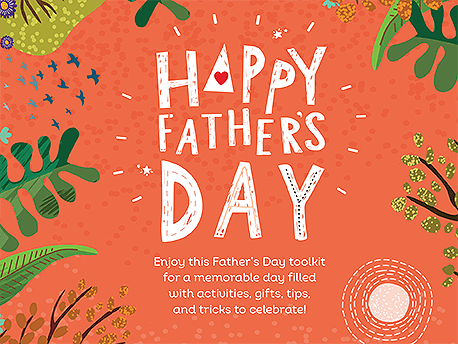 HAPPY
FATHER'S
DAY
Enjoy this Father's Day toolkit
for a memorable day filled
with activities, gifts, tips,
and tricks to celebrate!